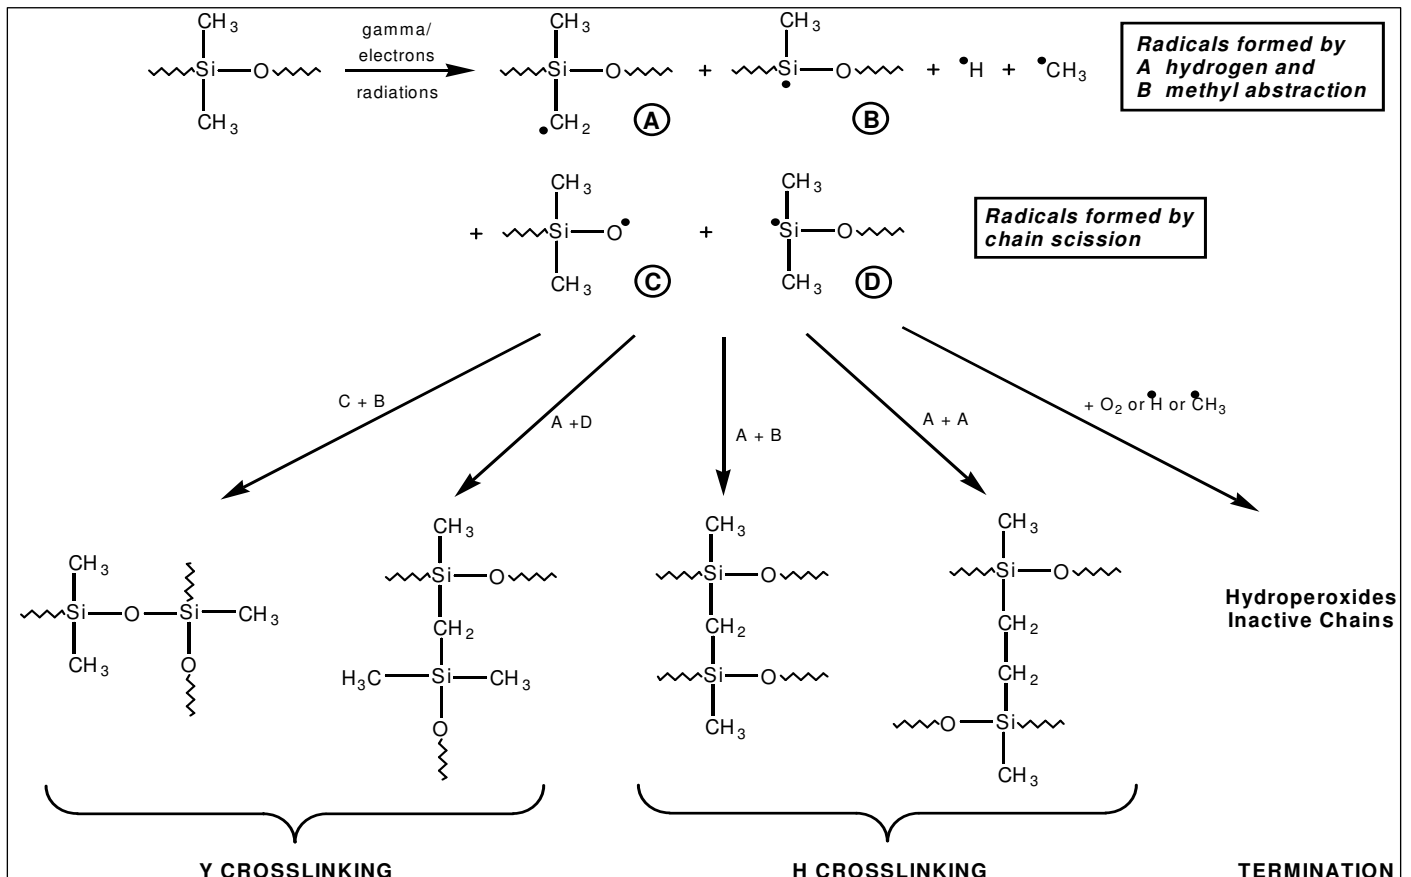 CH3 gamma/ electrons radiations CH3 CH3
Radicals formed by
A hydrogen and
B methyl abstraction
Si O Si O + Si O + •H + •CH3
CH3 •CH2 A B
CH3 CH3
Radicals formed by
chain scission
+ Si O• + •Si O
CH3 C CH3 D
C + B
A +D
A + B
A + A
+ O2 or H or CH3
CH3 CH3 CH3
CH3 Si O Si O Si O
Si O Si CH3 CH2 CH2 CH2
CH3 O H3C Si CH3 Si O CH2
O CH3 O Si
CH3
Hydroperoxides
Inactive Chains
Y CROSSLINKING
H CROSSLINKING
TERMINATION